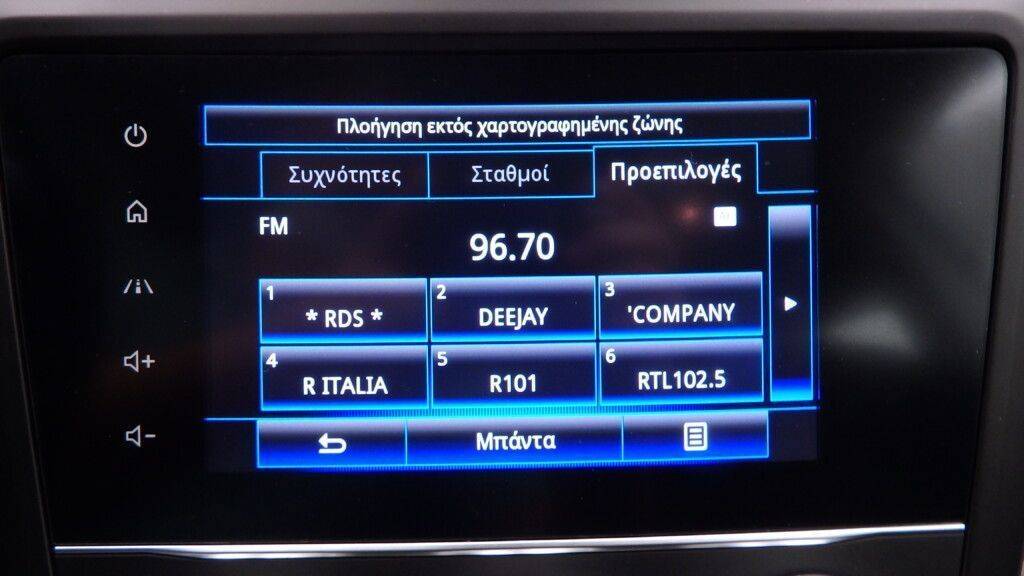 Πλοήγηση εκτός χαρτογραφημένης ζώνης
Συχνότητες Σταθμοί Προεπιλογές
FM
96.70
1 * RDS * 2 DEEJAY 3 'COMPANY
4 R ITALIA 5 R101 6 RTL102.5
Μπάντα